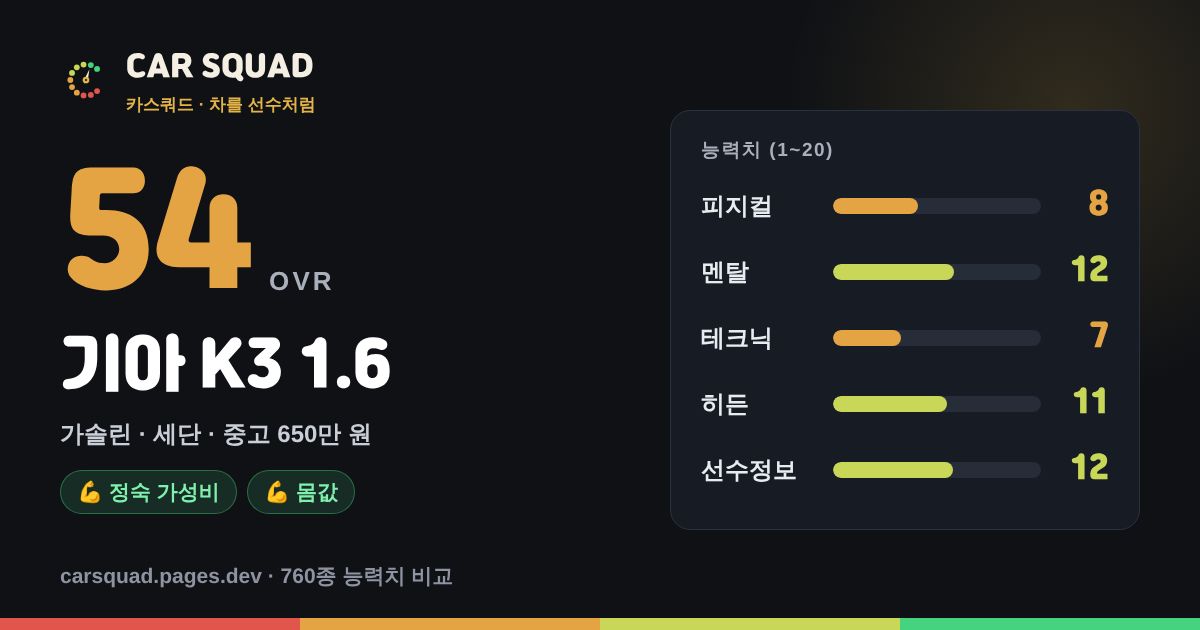 CAR SQUAD
카스쿼드 · 차를 선수처럼
54 OVR
기아 K3 1.6
가솔린 · 세단 · 중고 650만 원
💪 정숙 가성비
💪 몸값
carsquad.pages.dev · 760종 능력치 비교
능력치 (1~20)
피지컬 8
멘탈 12
테크닉 7
히든 11
선수정보 12